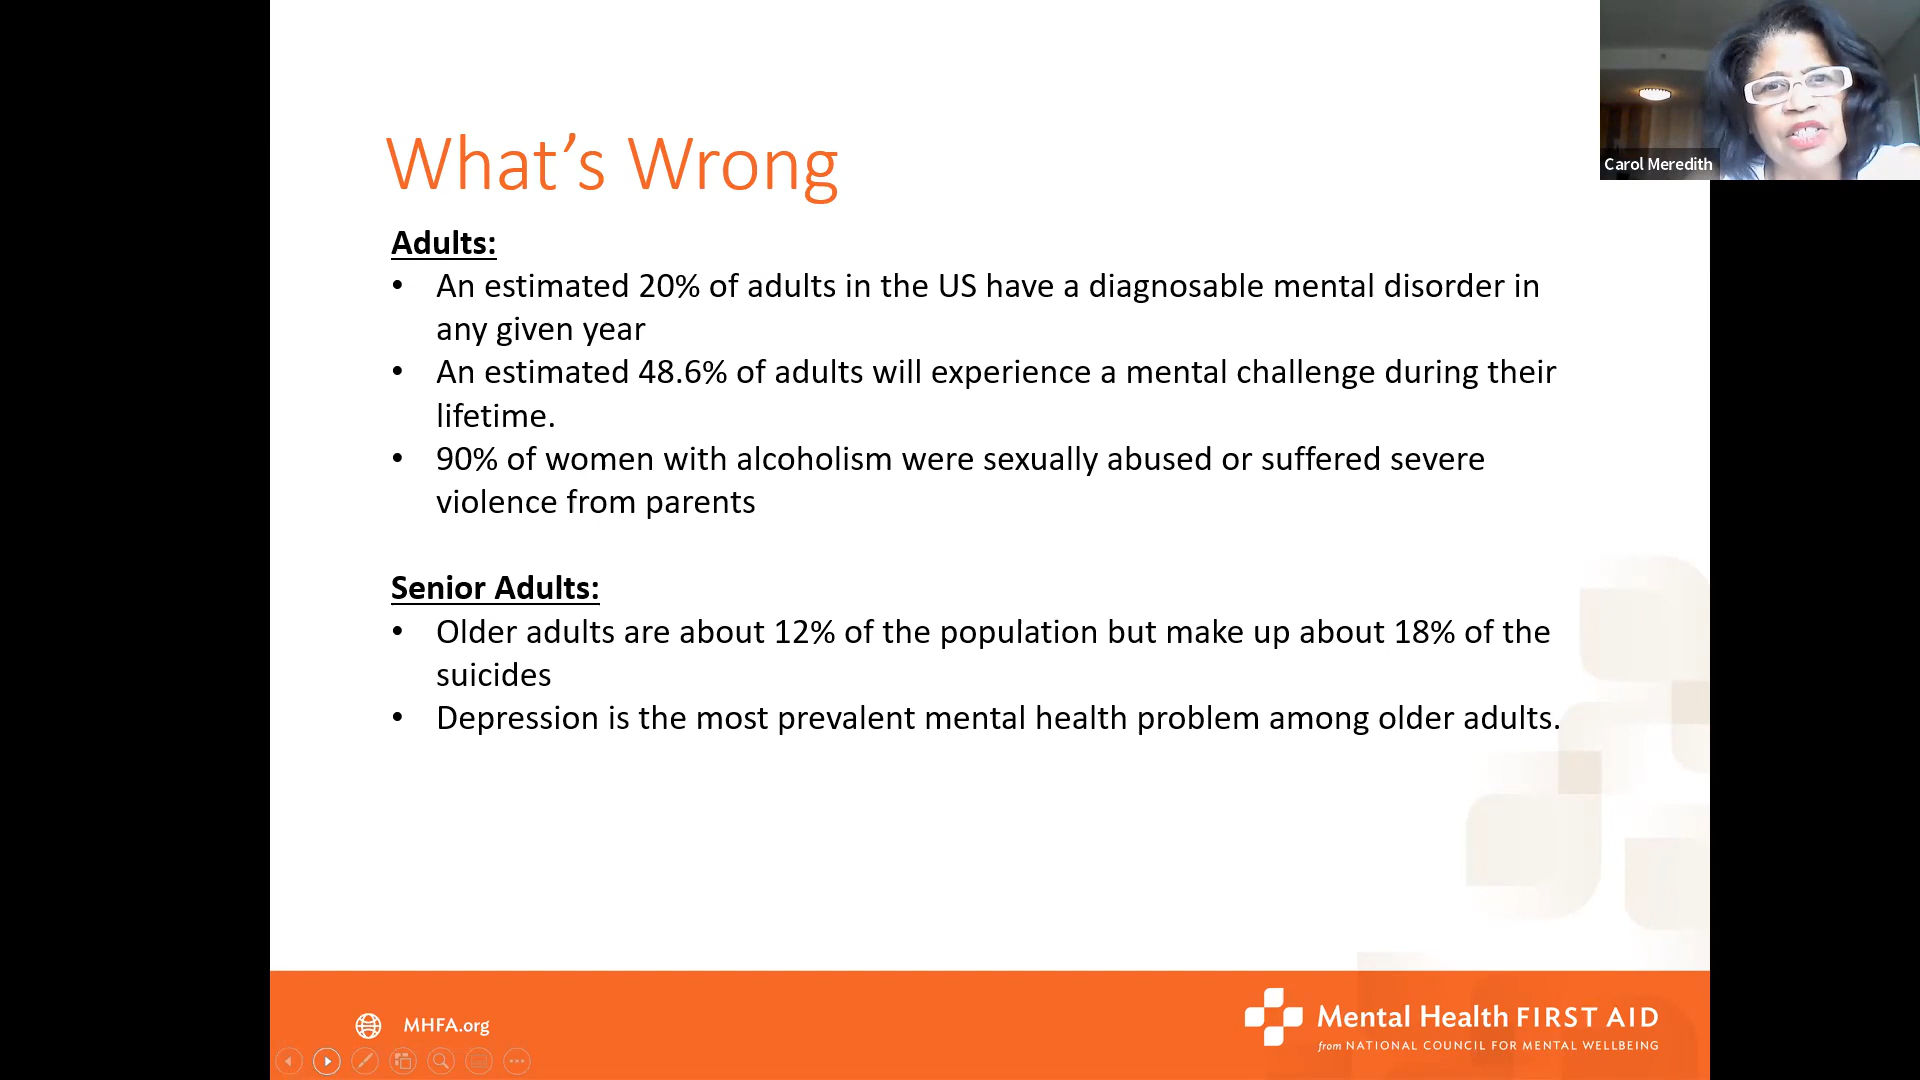 What's Wrong
Carol Meredith
Adults:
• An estimated 20% of adults in the US have a diagnosable mental disorder in
any given year
• An estimated 48.6% of adults will experience a mental challenge during their
lifetime.
• 90% of women with alcoholism were sexually abused or suffered severe
violence from parents
Senior Adults:
• Older adults are about 12% of the population but make up about 18% of the
suicides
• Depression is the most prevalent mental health problem among older adults.
MHFA.org
Mental Health FIRST AID
from NATIONAL COUNCIL FOR MENTAL WELLBEING